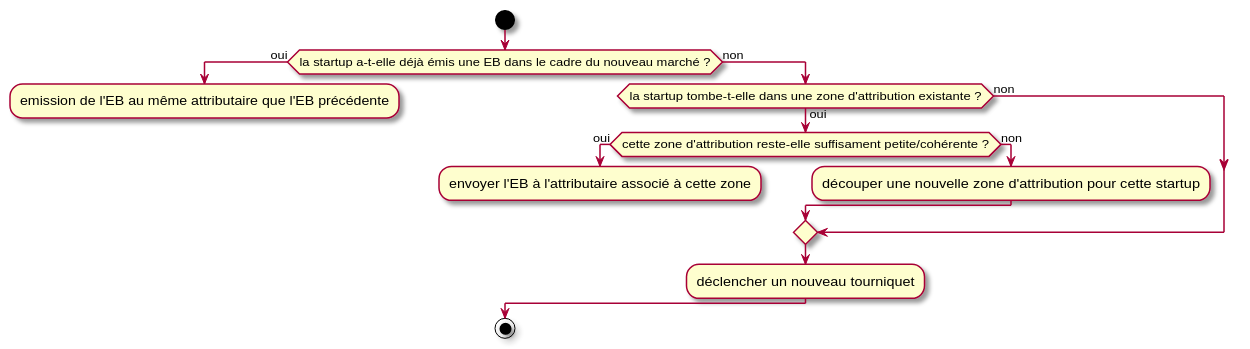 oui
la startup a-t-elle déjà émis une EB dans le cadre du nouveau marché ?
non
emission de l'EB au même attributaire que l'EB précédente
la startup tombe-t-elle dans une zone d'attribution existante ?
non
oui
oui
cette zone d'attribution reste-elle suffisament petite/cohérente ?
non
envoyer l'EB à l'attributaire associé à cette zone
découper une nouvelle zone d'attribution pour cette startup
déclencher un nouveau tourniquet